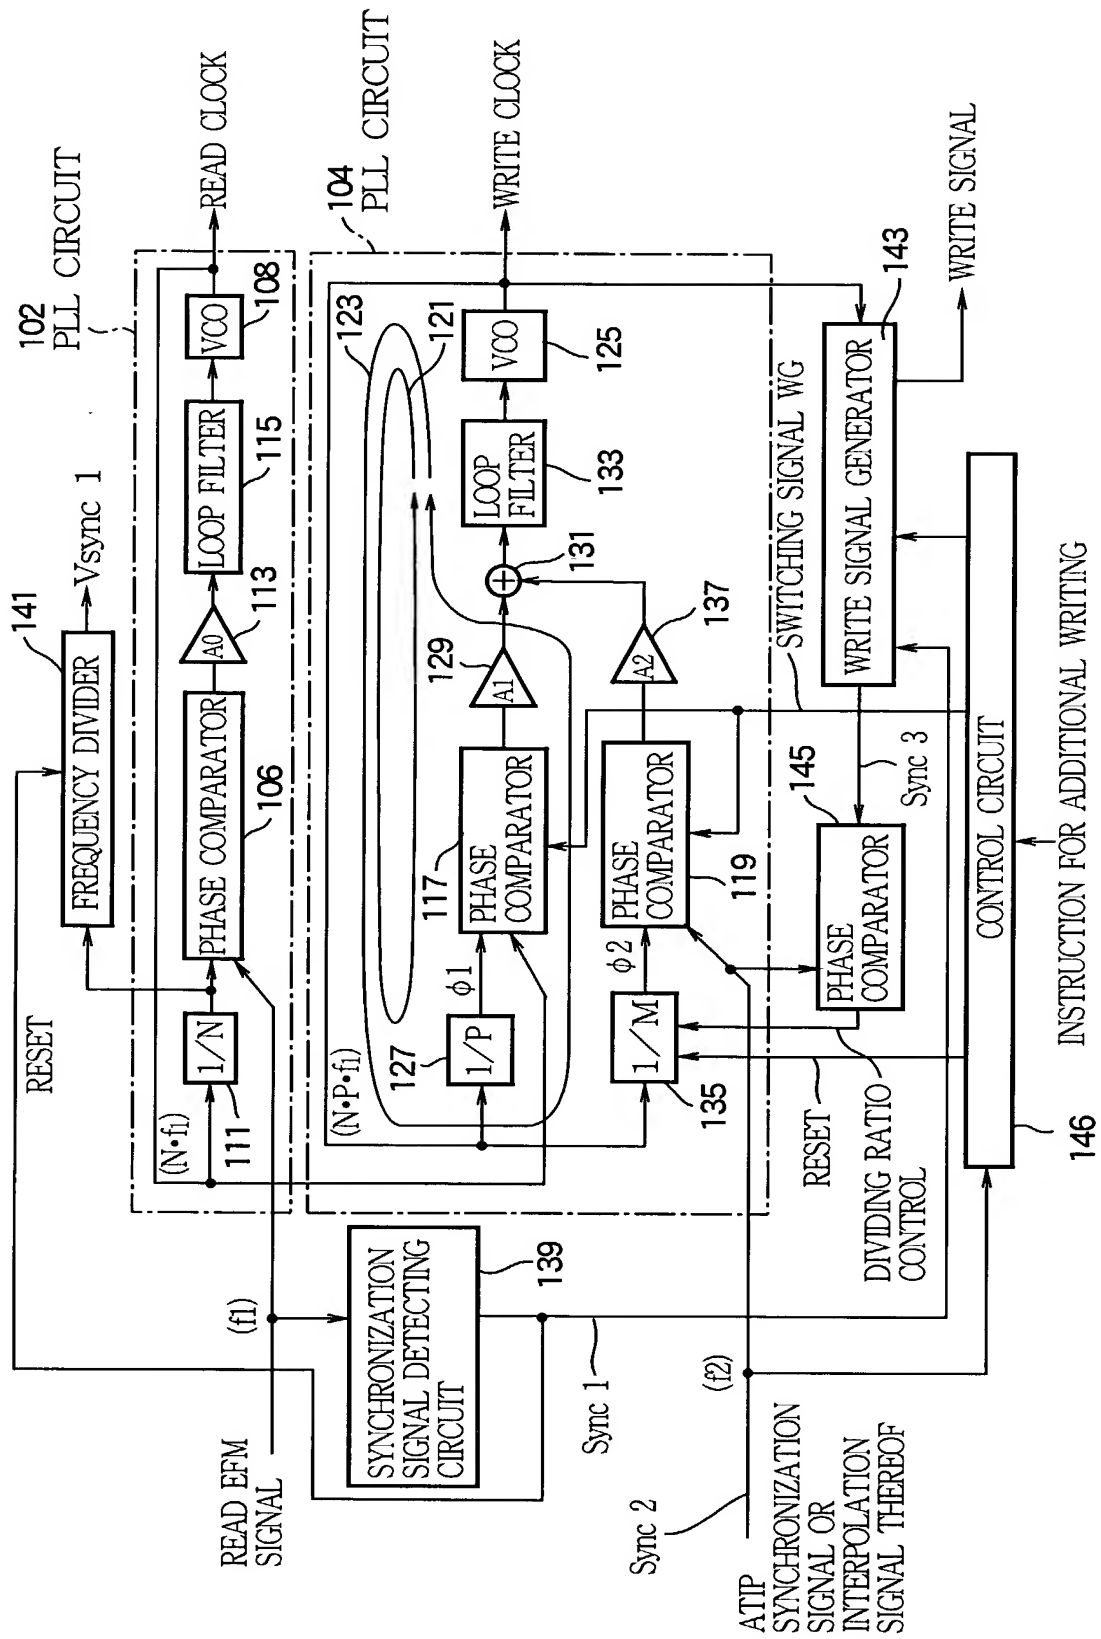 102
PLL CIRCUIT
141
RESET
FREQUENCY DIVIDER
Vsync 1
(N·f1)
111
1/N
PHASE COMPARATOR
106
A0
113
LOOP FILTER
115
VCO
108
READ CLOCK
READ EFM
SIGNAL
(f1)
SYNCHRONIZATION
SIGNAL DETECTING
CIRCUIT
139
Sync 1
104
PLL CIRCUIT
(N·P·f1)
123
121
127
1/P
ϕ1
117
PHASE
COMPARATOR
129
A1
131
LOOP
FILTER
133
VCO
125
WRITE CLOCK
135
1/M
ϕ2
PHASE
COMPARATOR
119
A2
137
SWITCHING SIGNAL WG
Sync 2
(f2)
ATIP
SYNCHRONIZATION
SIGNAL OR
INTERPOLATION
SIGNAL THEREOF
RESET
DIVIDING RATIO
CONTROL
PHASE
COMPARATOR
145
Sync 3
WRITE SIGNAL GENERATOR
143
WRITE SIGNAL
146
CONTROL CIRCUIT
INSTRUCTION FOR ADDITIONAL WRITING